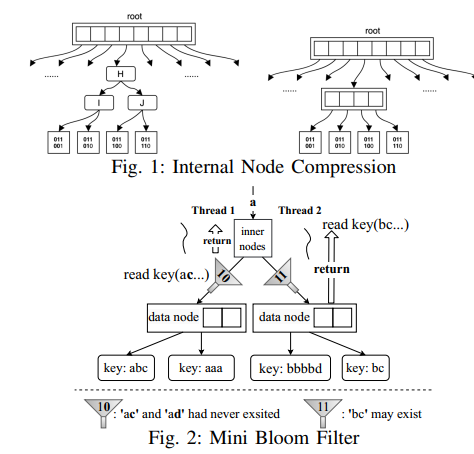 root
root
H
......
......
......
......
I
J
011 001
011 010
011 100
011 110
011 001
011 010
011 100
011 110
Fig. 1: Internal Node Compression
a
Thread 1
Thread 2
return
inner nodes
read key(bc...)
read key(ac...)
10
11
return
data node
data node
key: abc
key: aaa
key: bbbbd
key: bc
10
: 'ac' and 'ad' had never exsited
11
: 'bc' may exist
Fig. 2: Mini Bloom Filter